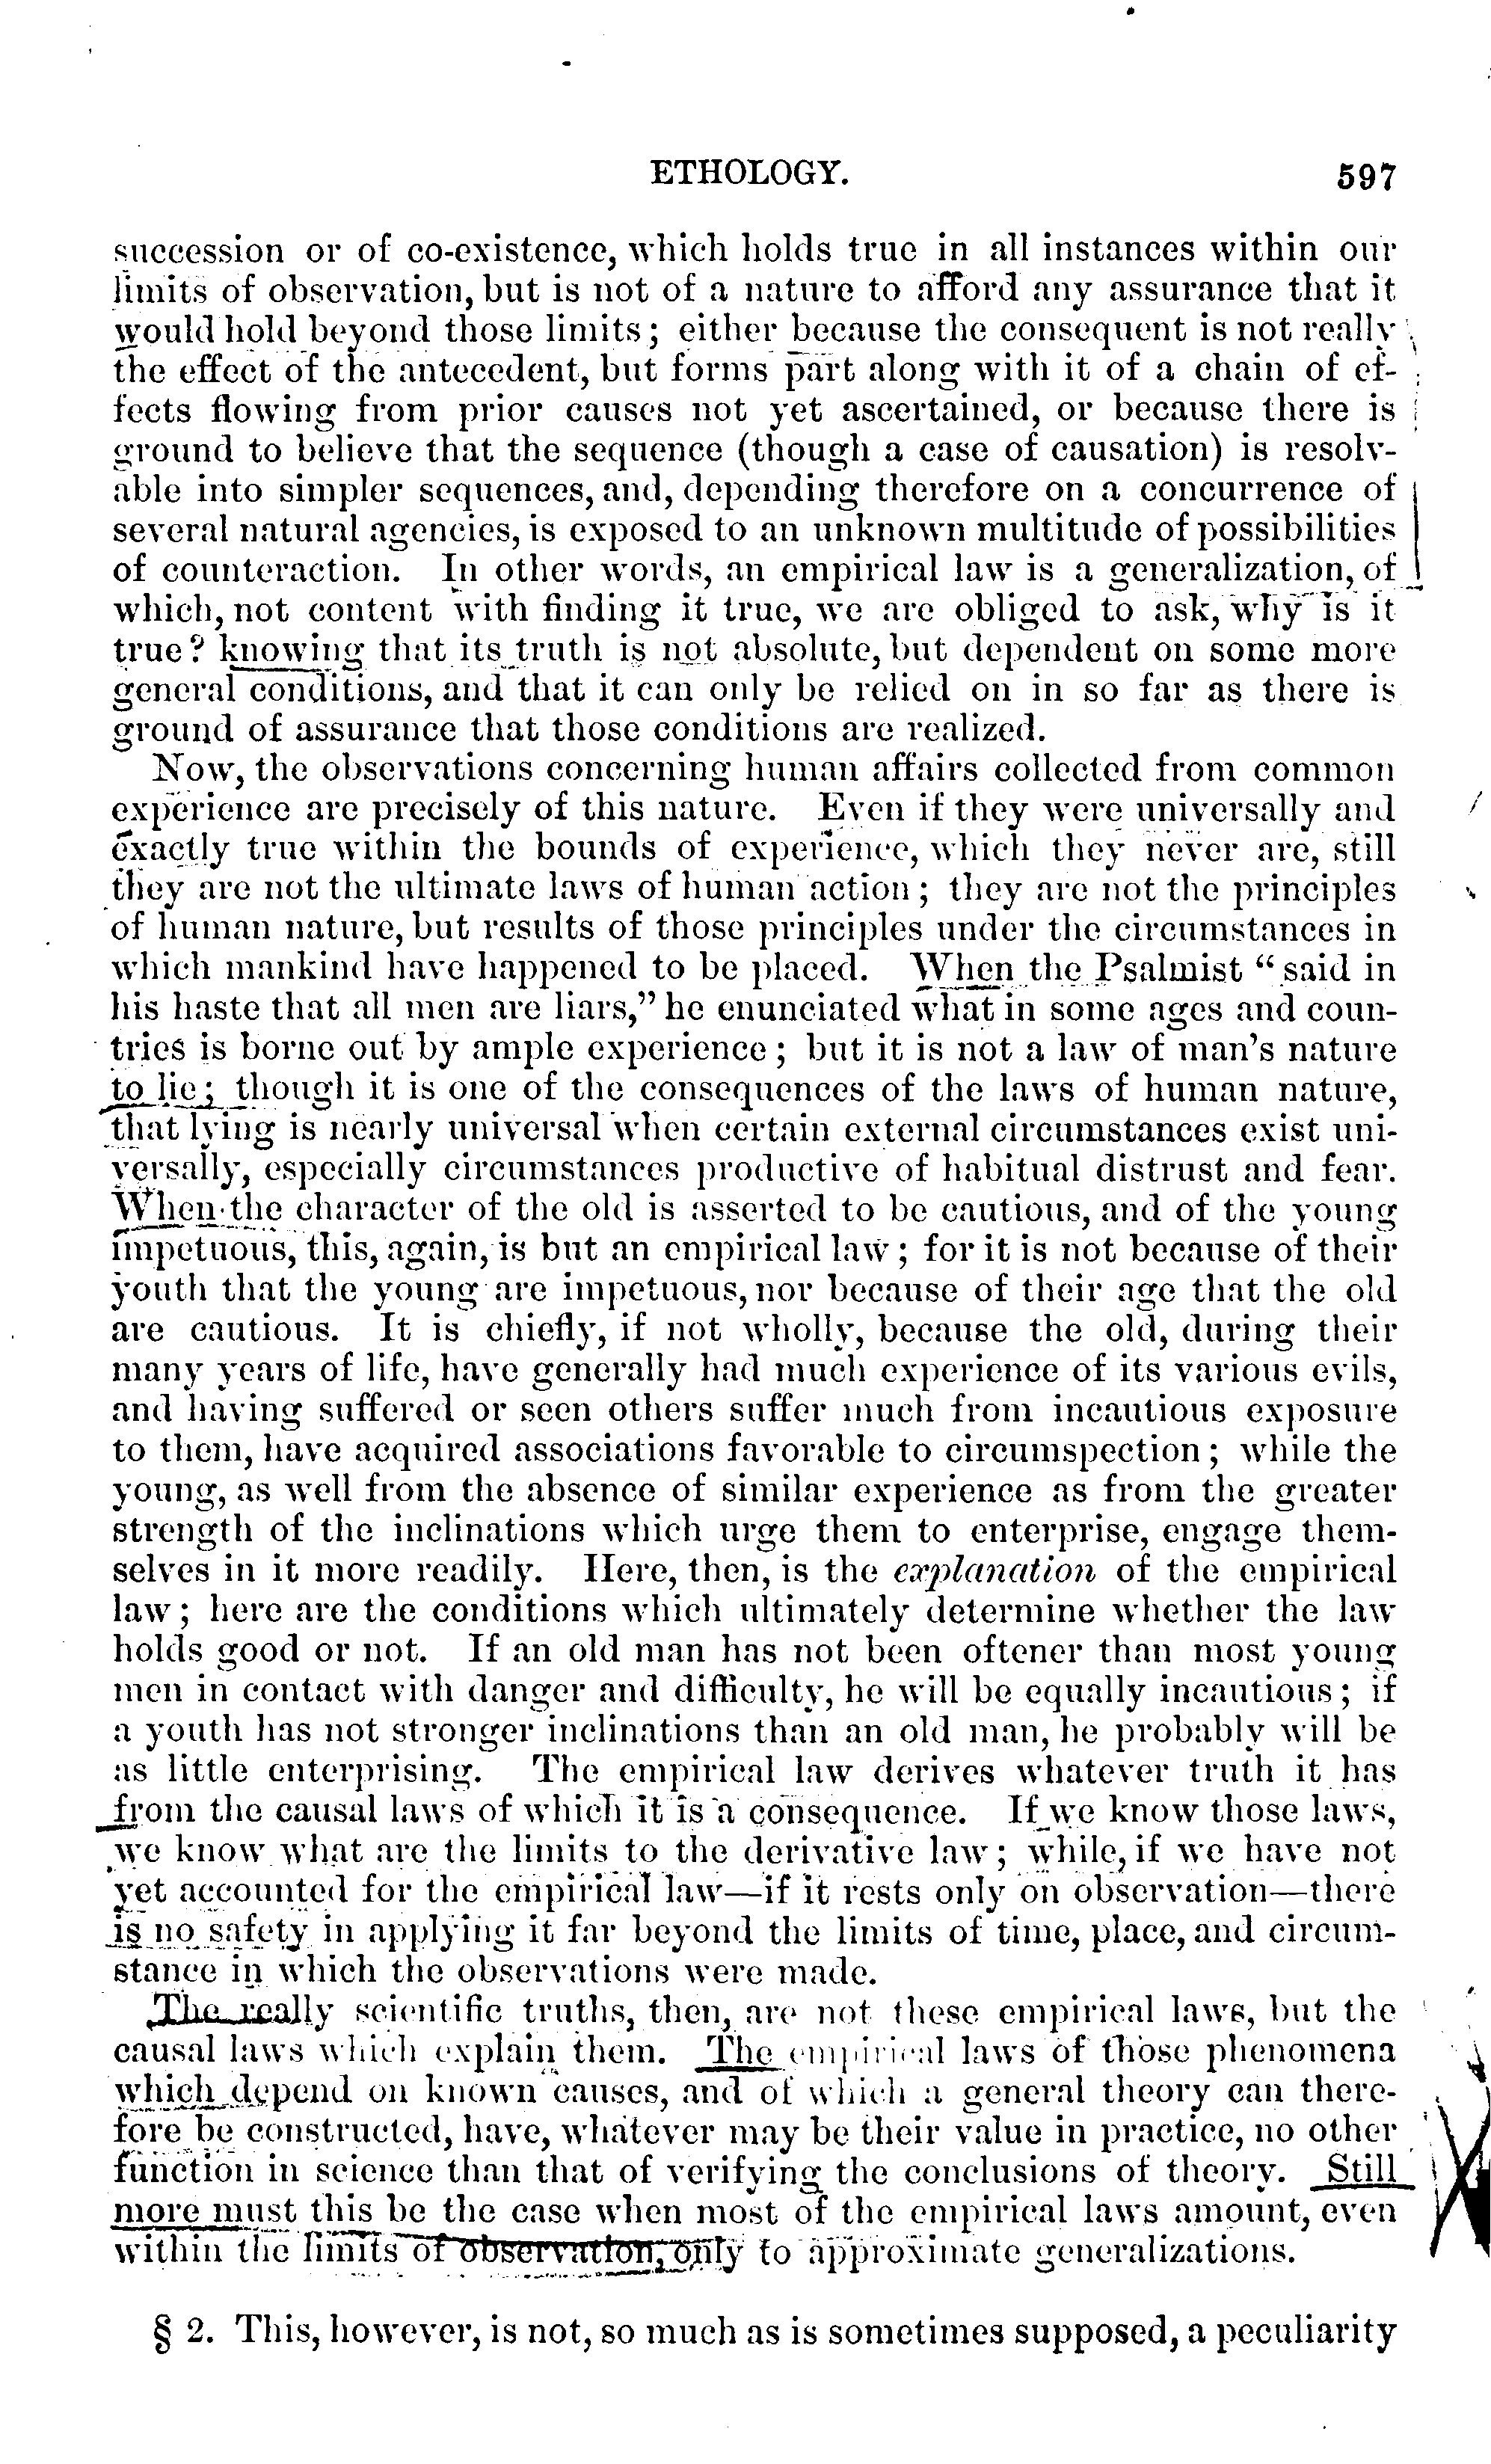 ETHOLOGY. 597
succession or of co-existence, which holds true in all instances within our
limits of observation, but is not of a nature to afford any assurance that it
would hold beyond those limits; either because the consequent is not really
the effect of the antecedent, but forms part along with it of a chain of ef-
fects flowing from prior causes not yet ascertained, or because there is
ground to believe that the sequence (though a case of causation) is resolv-
able into simpler sequences, and, depending therefore on a concurrence of
several natural agencies, is exposed to an unknown multitude of possibilities
of counteraction. In other words, an empirical law is a generalization, of
which, not content with finding it true, we are obliged to ask, why is it
true? knowing that its truth is not absolute, but dependent on some more
general conditions, and that it can only be relied on in so far as there is
ground of assurance that those conditions are realized.
Now, the observations concerning human affairs collected from common
experience are precisely of this nature. Even if they were universally and
exactly true within the bounds of experience, which they never are, still
they are not the ultimate laws of human action; they are not the principles
of human nature, but results of those principles under the circumstances in
which mankind have happened to be placed. When the Psalmist "said in
his haste that all men are liars," he enunciated what in some ages and coun-
tries is borne out by ample experience; but it is not a law of man's nature
to lie; though it is one of the consequences of the laws of human nature,
that lying is nearly universal when certain external circumstances exist uni-
versally, especially circumstances productive of habitual distrust and fear.
When the character of the old is asserted to be cautious, and of the young
impetuous, this, again, is but an empirical law; for it is not because of their
youth that the young are impetuous, nor because of their age that the old
are cautious. It is chiefly, if not wholly, because the old, during their
many years of life, have generally had much experience of its various evils,
and having suffered or seen others suffer much from incautious exposure
to them, have acquired associations favorable to circumspection; while the
young, as well from the absence of similar experience as from the greater
strength of the inclinations which urge them to enterprise, engage them-
selves in it more readily. Here, then, is the explanation of the empirical
law; here are the conditions which ultimately determine whether the law
holds good or not. If an old man has not been oftener than most young
men in contact with danger and difficulty, he will be equally incautious; if
a youth has not stronger inclinations than an old man, he probably will be
as little enterprising. The empirical law derives whatever truth it has
from the causal laws of which it is a consequence. If we know those laws,
we know what are the limits to the derivative law; while, if we have not
yet accounted for the empirical law—if it rests only on observation—there
is no safety in applying it far beyond the limits of time, place, and circum-
stance in which the observations were made.
The really scientific truths, then, are not these empirical laws, but the
causal laws which explain them. The empirical laws of those phenomena
which depend on known causes, and of which a general theory can there-
fore be constructed, have, whatever may be their value in practice, no other
function in science than that of verifying the conclusions of theory. Still
more must this be the case when most of the empirical laws amount, even
within the limits of observation, only to approximate generalizations.
§ 2. This, however, is not, so much as is sometimes supposed, a peculiarity